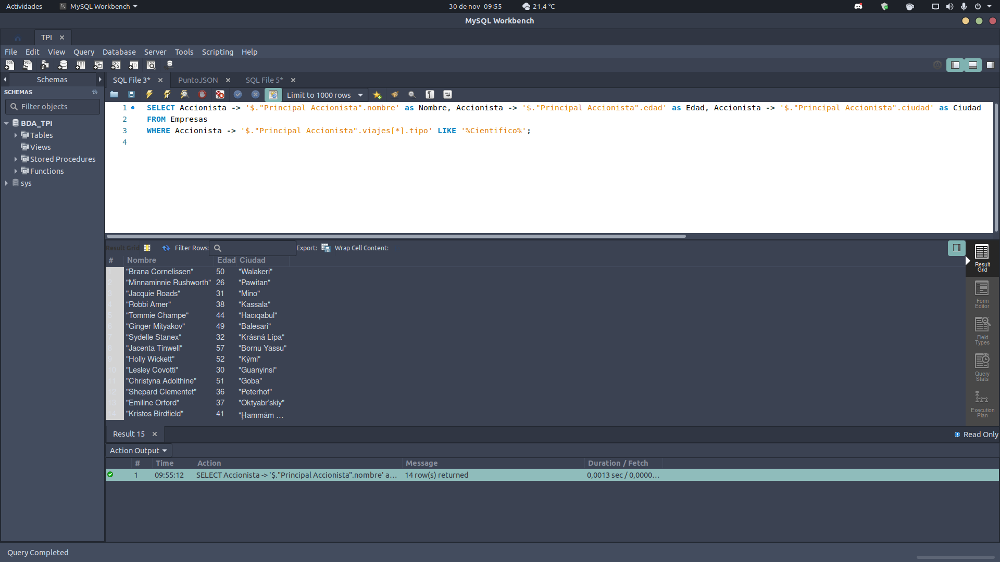 Actividades MySQL Workbench 30 de nov 09:55 21,4 °C
MySQL Workbench
TPI
File Edit View Query Database Server Tools Scripting Help
Schemas SQL File 3* PuntoJSON SQL File 5*
SCHEMAS
Limit to 1000 rows
Filter objects
BDA_TPI
Tables
Views
Stored Procedures
Functions
sys
1 SELECT Accionista -> '$."Principal Accionista".nombre' as Nombre, Accionista -> '$."Principal Accionista".edad' as Edad, Accionista -> '$."Principal Accionista".ciudad' as Ciudad
2 FROM Empresas
3 WHERE Accionista -> '$."Principal Accionista".viajes[*].tipo' LIKE '%Cientifico%';
4
Result Grid Filter Rows: Export: Wrap Cell Content:
# Nombre Edad Ciudad
1 "Brana Cornelissen" 50 "Walakeri"
2 "Minnaminnie Rushworth" 26 "Pawitan"
3 "Jacquie Roads" 31 "Mino"
4 "Robbi Amer" 38 "Kassala"
5 "Tommie Champe" 44 "Hacıqabul"
6 "Ginger Mityakov" 49 "Balesari"
7 "Sydelle Stanex" 32 "Krásná Lípa"
8 "Jacenta Tinwell" 57 "Bornu Yassu"
9 "Holly Wickett" 52 "Kými"
10 "Lesley Covotti" 30 "Guanyinsi"
11 "Christyna Adolthine" 51 "Goba"
12 "Shepard Clementet" 36 "Peterhof"
13 "Emiline Orford" 37 "Oktyabr’skiy"
14 "Kristos Birdfield" 41 "Ḩammām …
Result Grid
Form Editor
Field Types
Query Stats
Execution Plan
Result 15 Read Only
Action Output
# Time Action Message Duration / Fetch
1 09:55:12 SELECT Accionista -> '$."Principal Accionista".nombre' a... 14 row(s) returned 0,0013 sec / 0,0000...
Query Completed